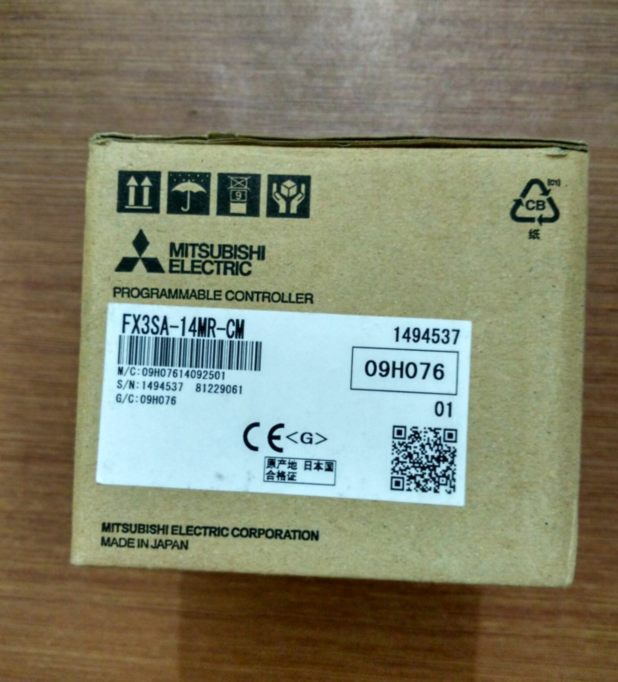 9
CB
纸
MITSUBISHI
ELECTRIC
PROGRAMMABLE CONTROLLER
FX3SA-14MR-CM
1494537
M/C:09H07614092501
S/N:1494537 81229061
G/C:09H076
09H076
01
CE<G>
原产地 日本国
合格证
MITSUBISHI ELECTRIC CORPORATION
MADE IN JAPAN